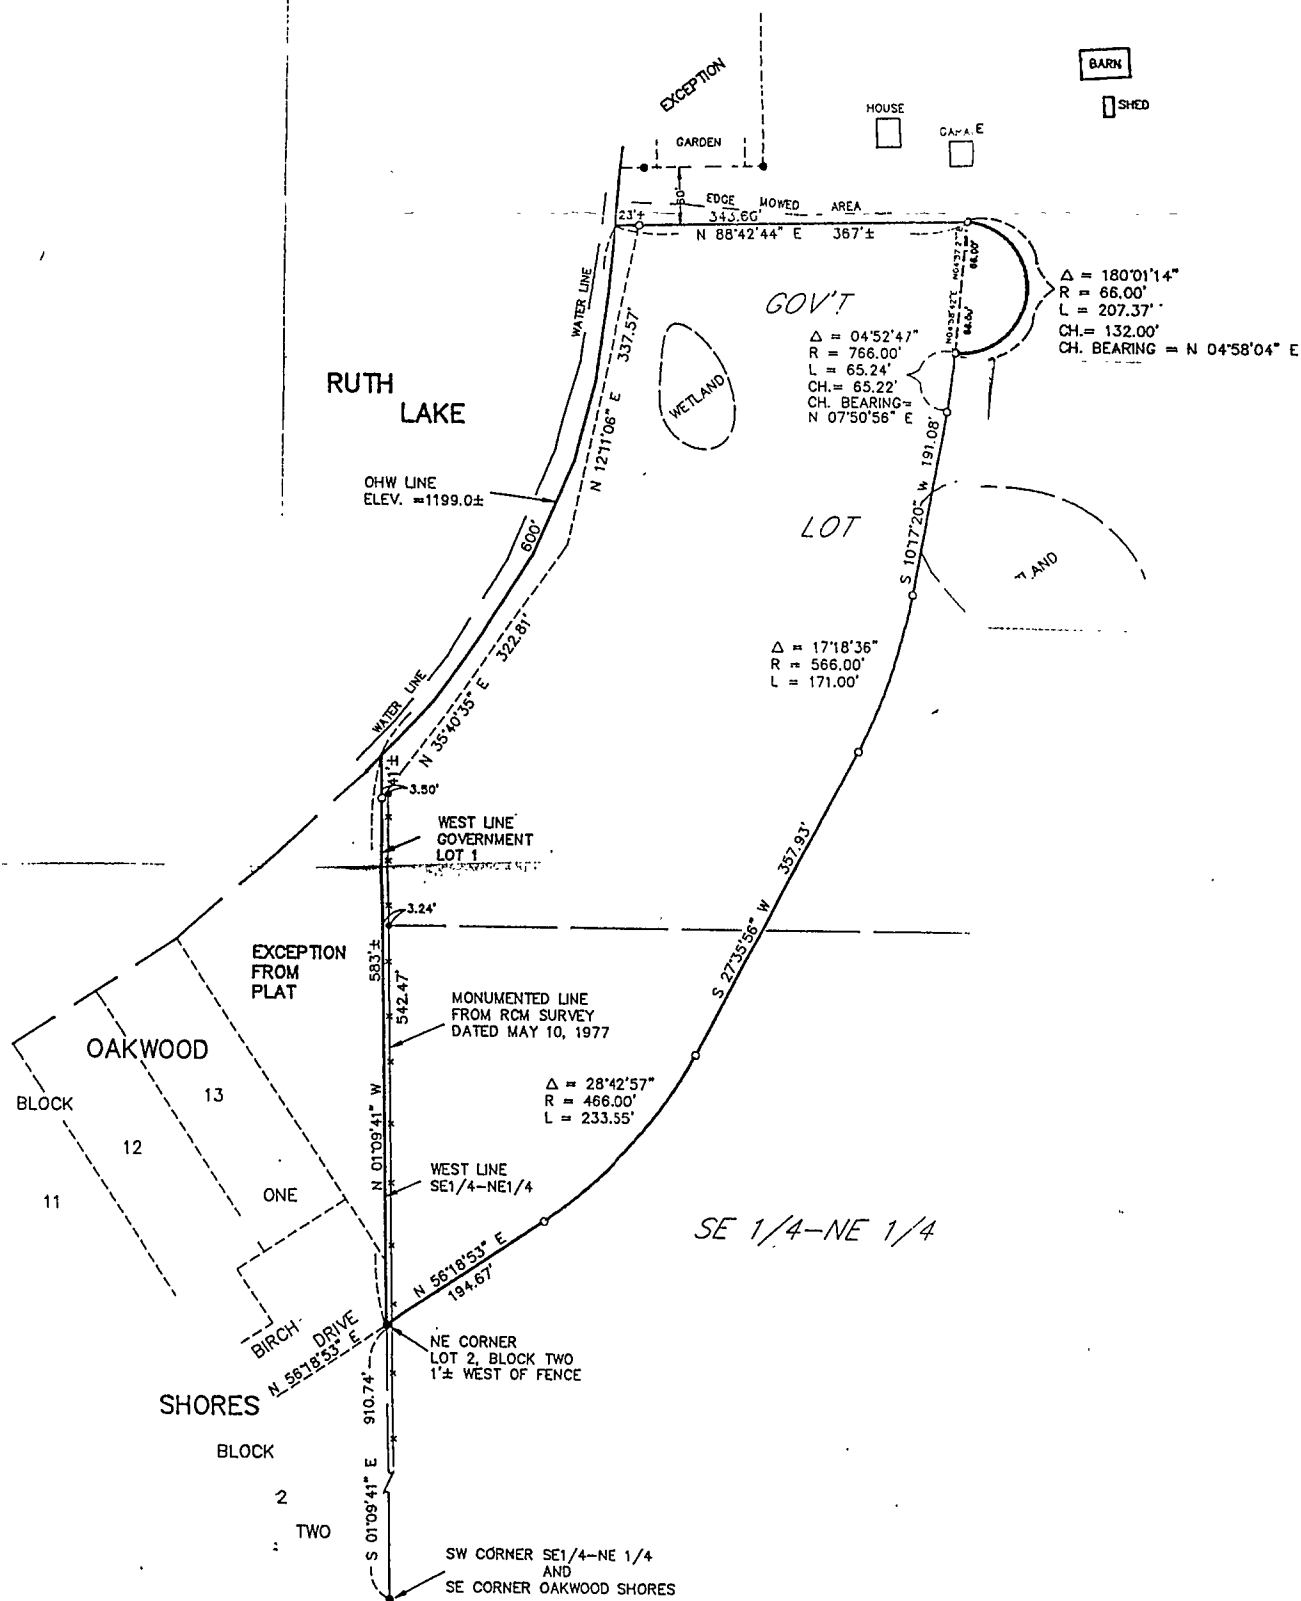 BARN
SHED
EXCEPTION
HOUSE
GARDEN
60'
EDGE MOWED AREA
23'±
343.66'
N 88°42'44" E 367'±
WATER LINE
GOV'T
Δ = 180°01'14"
R = 66.00'
L = 207.37'
CH.= 132.00'
CH. BEARING = N 04°58'04" E
66.00'
66.00'
Δ = 04°52'47"
R = 766.00'
L = 65.24'
CH.= 65.22'
CH. BEARING=
N 07°50'56" E
RUTH
LAKE
WETLAND
N 12°11'06" E 337.57'
OHW LINE
ELEV. =1199.0±
600'
LOT
S 10°17'20" W 191.08'
TLAND
N 35°40'35" E 322.81'
Δ = 17°18'36"
R = 566.00'
L = 171.00'
WATER LINE
41'±
3.50'
WEST LINE
GOVERNMENT
LOT 1
3.24'
S 27°35'56" W 357.93'
EXCEPTION
FROM
PLAT
583'±
542.47'
N 01°09'41" W
MONUMENTED LINE
FROM RCM SURVEY
DATED MAY 10, 1977
OAKWOOD
BLOCK
13
12
11
ONE
Δ = 28°42'57"
R = 466.00'
L = 233.55'
WEST LINE
SE1/4-NE1/4
SE 1/4-NE 1/4
N 56°18'53" E
194.67'
BIRCH DRIVE
N 56°18'53" E
NE CORNER
LOT 2, BLOCK TWO
1'± WEST OF FENCE
SHORES
BLOCK
2
TWO
S 01°09'41" E 910.74'
SW CORNER SE1/4-NE 1/4
AND
SE CORNER OAKWOOD SHORES